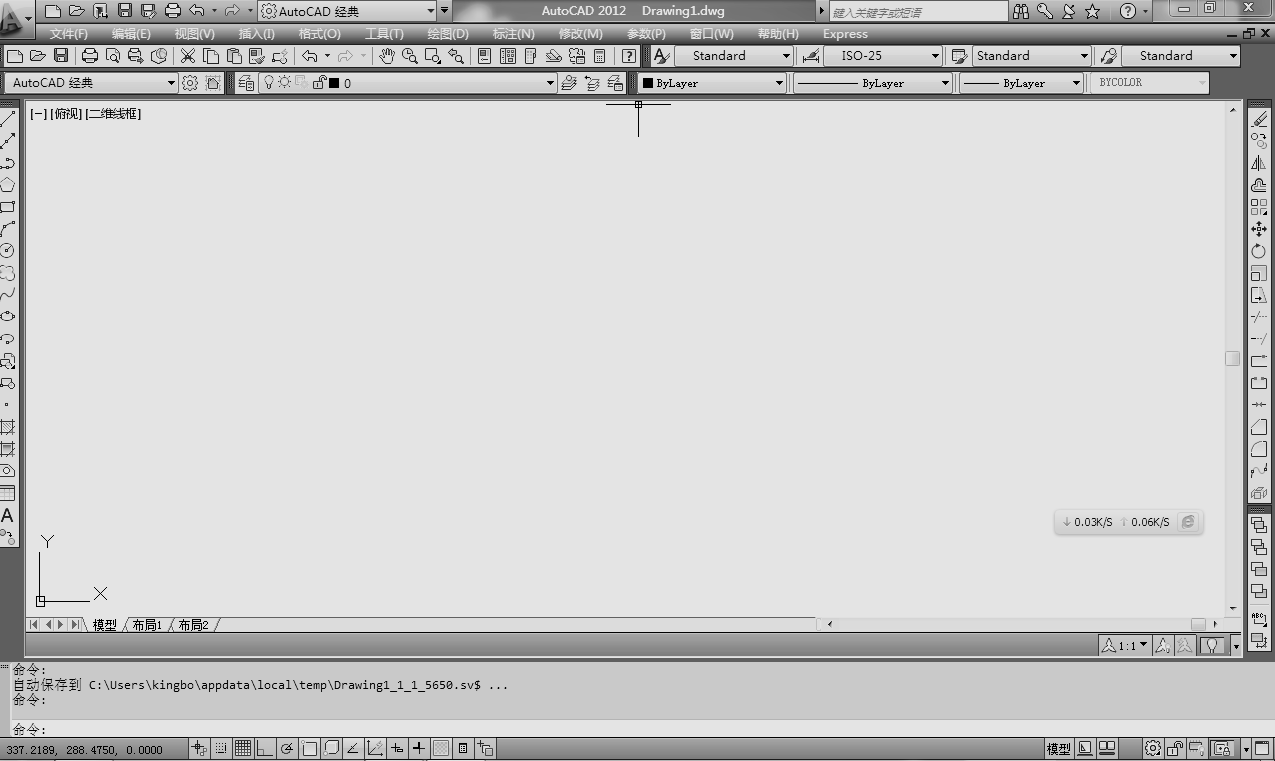 AutoCAD 经典 AutoCAD 2012 Drawing1.dwg 键入关键字或短语
文件(F) 编辑(E) 视图(V) 插入(I) 格式(O) 工具(T) 绘图(D) 标注(N) 修改(M) 参数(P) 窗口(W) 帮助(H) Express
Standard ISO-25 Standard Standard
AutoCAD 经典 0 ByLayer ByLayer ByLayer BYCOLOR
[−][俯视][二维线框]
A
↓ 0.03K/S ↑ 0.06K/S
Y
X
模型 布局1 布局2
1:1
命令:
自动保存到 C:\Users\kingbo\appdata\local\temp\Drawing1_1_1_5650.sv$ ...
命令:
命令:
337.2189, 288.4750, 0.0000 模型